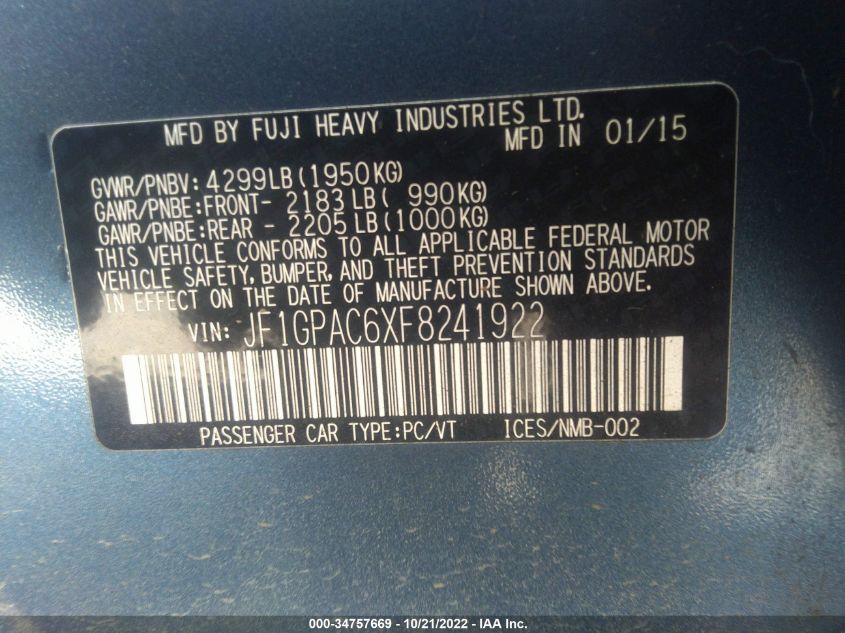 MFD BY FUJI HEAVY INDUSTRIES LTD.
MFD IN 01/15
GVWR/PNBV: 4299LB(1950KG)
GAWR/PNBE:FRONT- 2183LB( 990KG)
GAWR/PNBE:REAR - 2205LB(1000KG)
THIS VEHICLE CONFORMS TO ALL APPLICABLE FEDERAL MOTOR
VEHICLE SAFETY, BUMPER, AND THEFT PREVENTION STANDARDS
IN EFFECT ON THE DATE OF MANUFACTURE SHOWN ABOVE.
VIN: JF1GPAC6XF8241922
PASSENGER CAR TYPE:PC/VT ICES/NMB-002
000-34757669 - 10/21/2022 - IAA Inc.